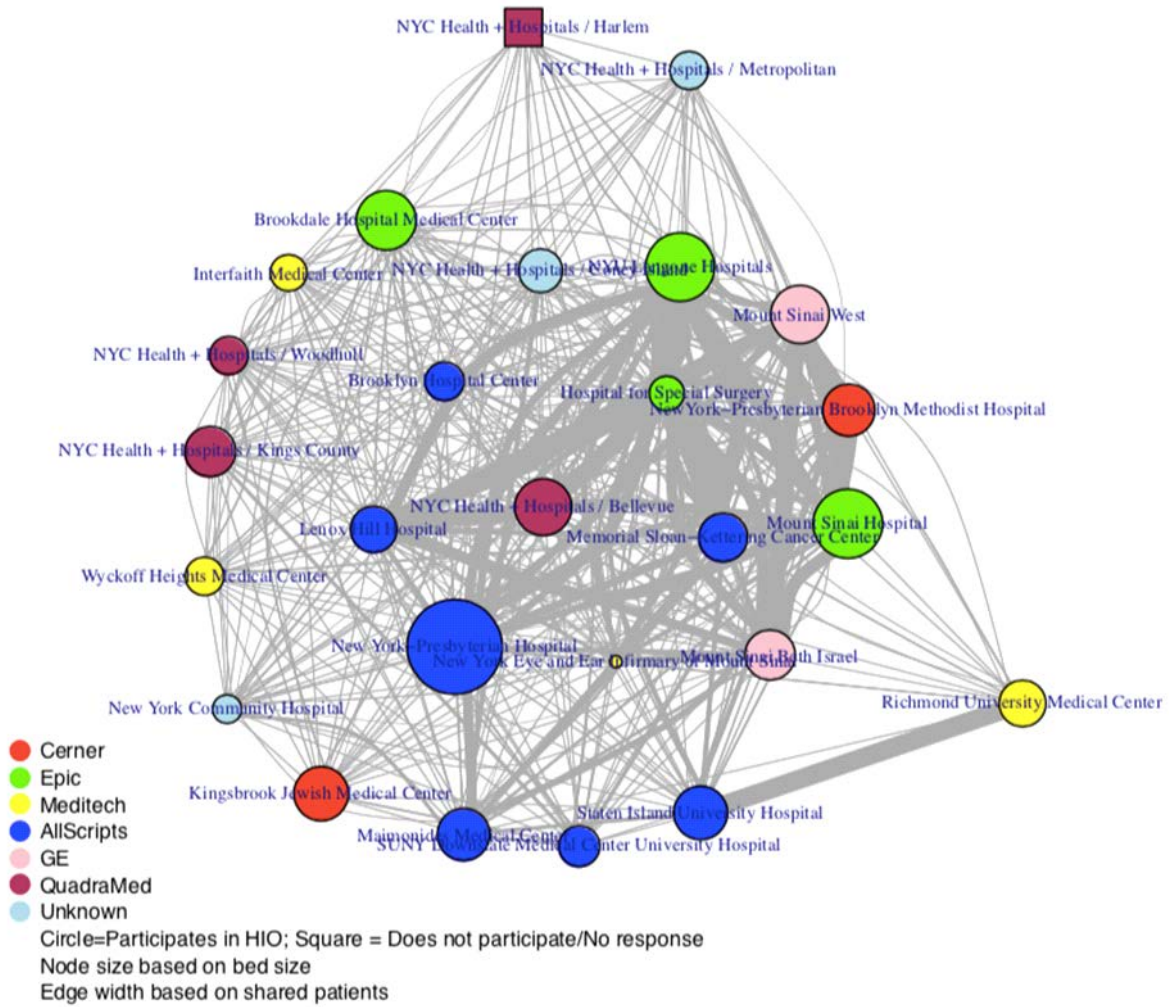 NYC Health + Hospitals / Harlem
NYC Health + Hospitals / Metropolitan
Brookdale Hospital Medical Center
Interfaith Medical Center
NYC Health + Hospitals / Coney Island
NYU Langone Hospitals
Mount Sinai West
NYC Health + Hospitals / Woodhull
Brooklyn Hospital Center
Hospital for Special Surgery
NewYork-Presbyterian Brooklyn Methodist Hospital
NYC Health + Hospitals / Kings County
NYC Health + Hospitals / Bellevue
Lenox Hill Hospital
Mount Sinai Hospital
Memorial Sloan-Kettering Cancer Center
Wyckoff Heights Medical Center
New York-Presbyterian Hospital
New York Eye and Ear Infirmary of Mount Sinai
Mount Sinai Beth Israel
Richmond University Medical Center
New York Community Hospital
Kingsbrook Jewish Medical Center
Staten Island University Hospital
Maimonides Medical Center
SUNY Downstate Medical Center University Hospital
Cerner
Epic
Meditech
AllScripts
GE
QuadraMed
Unknown
Circle=Participates in HIO; Square = Does not participate/No response
Node size based on bed size
Edge width based on shared patients